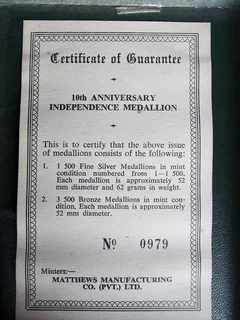 Certificate of Guarantee
10th ANNIVERSARY
INDEPENDENCE MEDALLION
This is to certify that the above issue
of medallions consists of the following:
1. 1 500 Fine Silver Medallions in mint
condition numbered from 1—1 500.
Each medallion is approximately 52
mm diameter and 62 grams in weight.
2. 3 500 Bronze Medallions in mint con-
dition. Each medallion is approximately
52 mm diameter.
No 0979
Minters:—
MATTHEWS MANUFACTURING
CO. (PVT.) LTD.